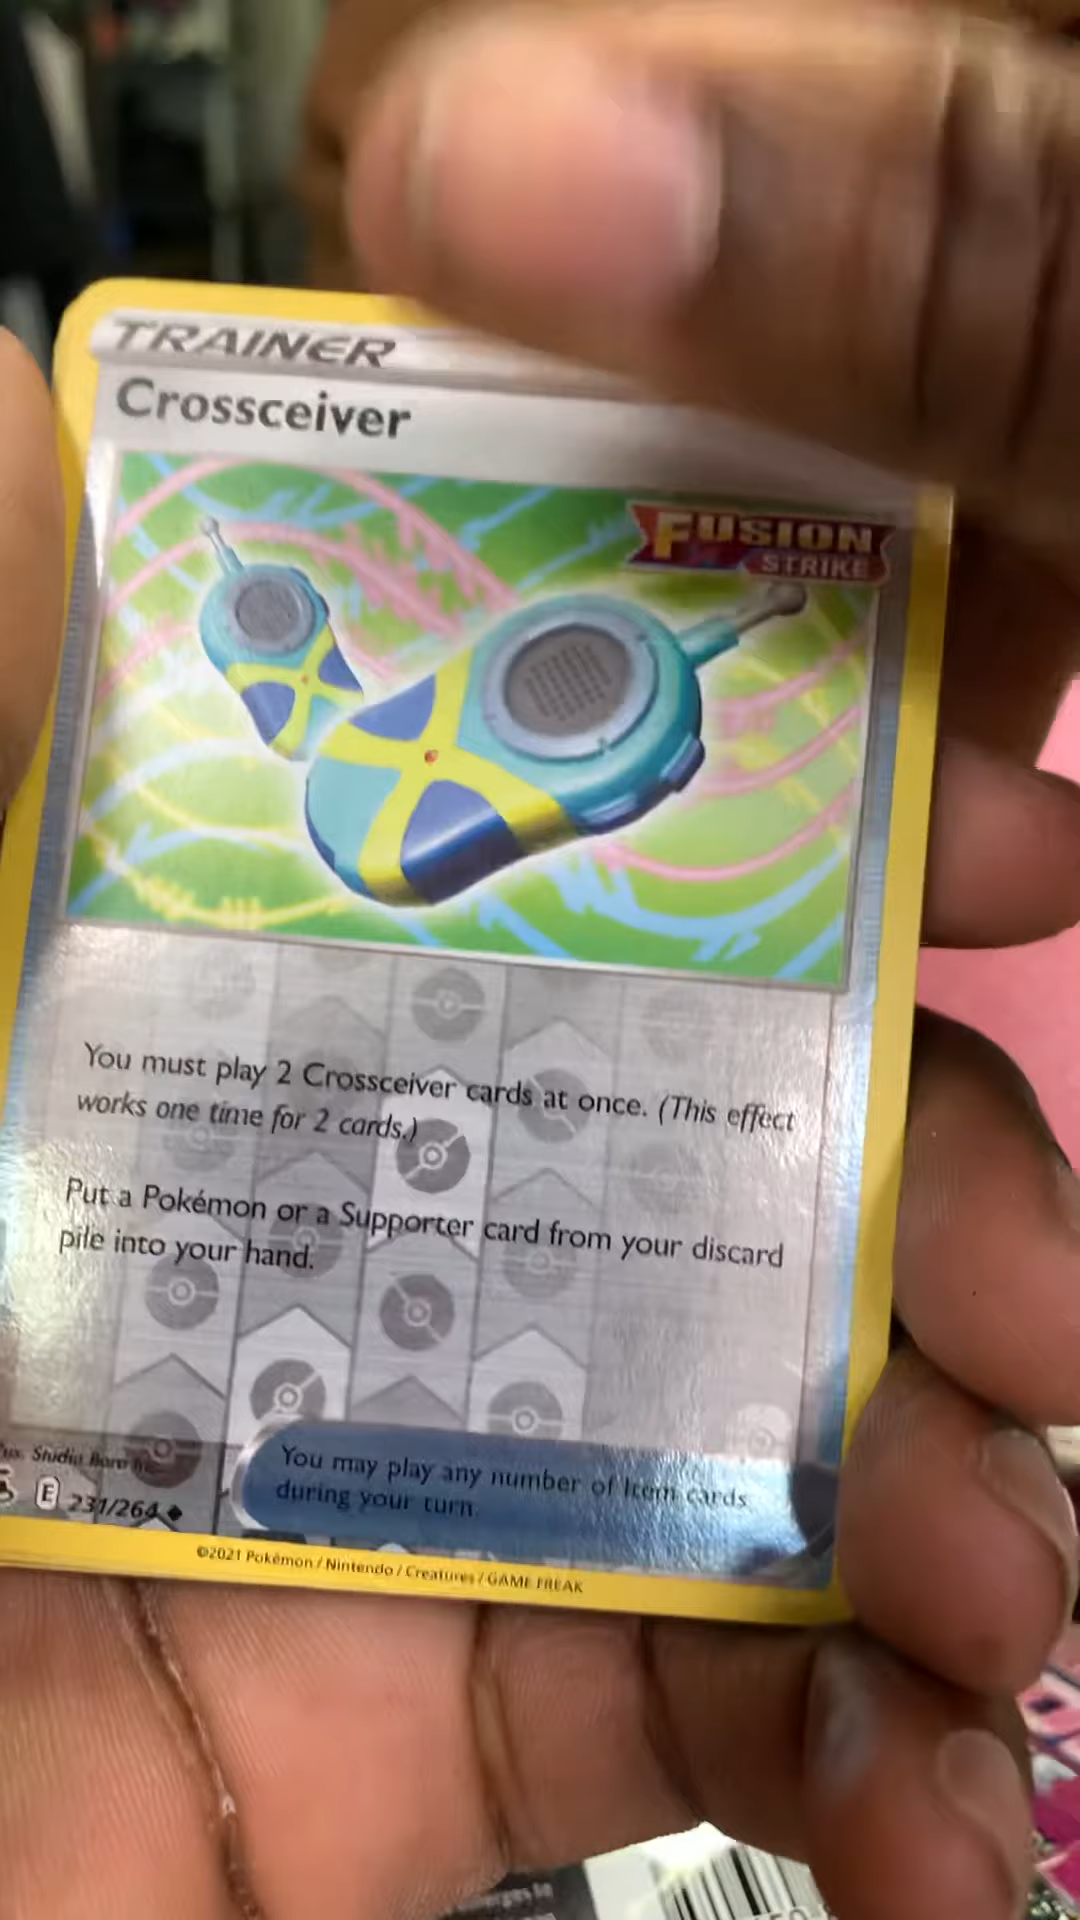 TRAINER
Crossceiver
FUSION
STRIKE
You must play 2 Crossceiver cards at once. (This effect
works one time for 2 cards.)
Put a Pokémon or a Supporter card from your discard
pile into your hand.
Studio Bora
You may play any number of Item cards
during your turn.
E 231/264
©2021 Pokémon / Nintendo / Creatures / GAME FREAK